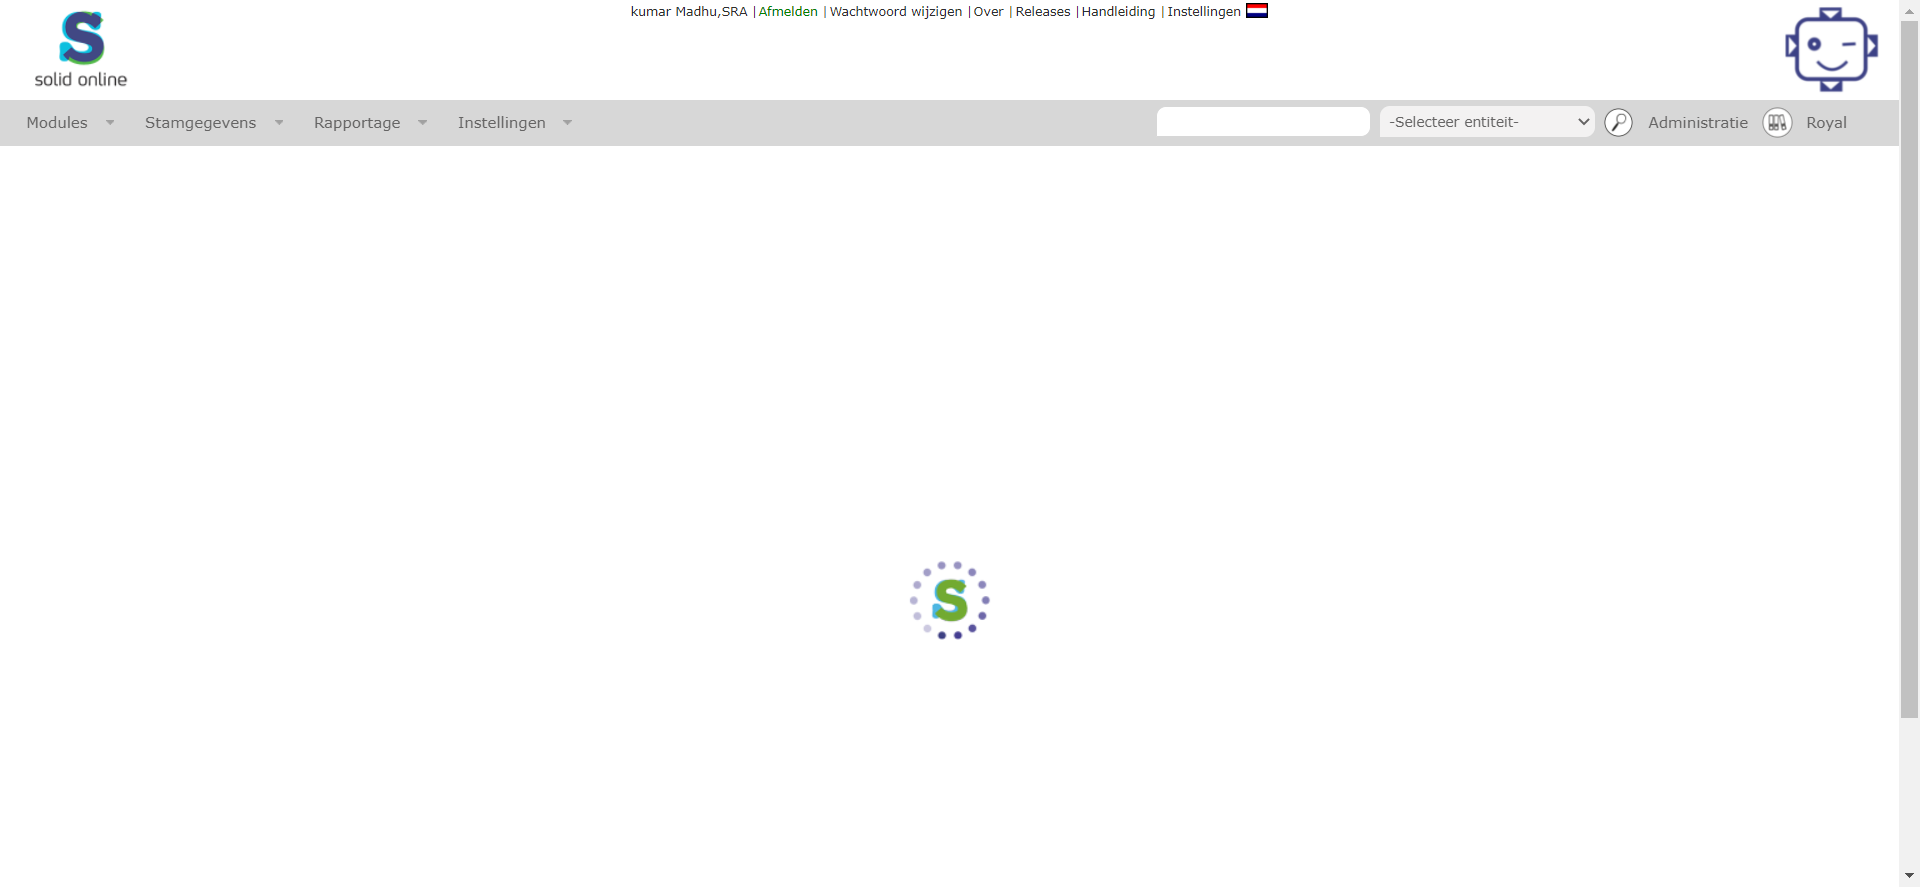 kumar Madhu,SRA |Afmelden |Wachtwoord wijzigen |Over |Releases |Handleiding |Instellingen
solid online
Modules Stamgegevens Rapportage Instellingen -Selecteer entiteit- Administratie Royal
S